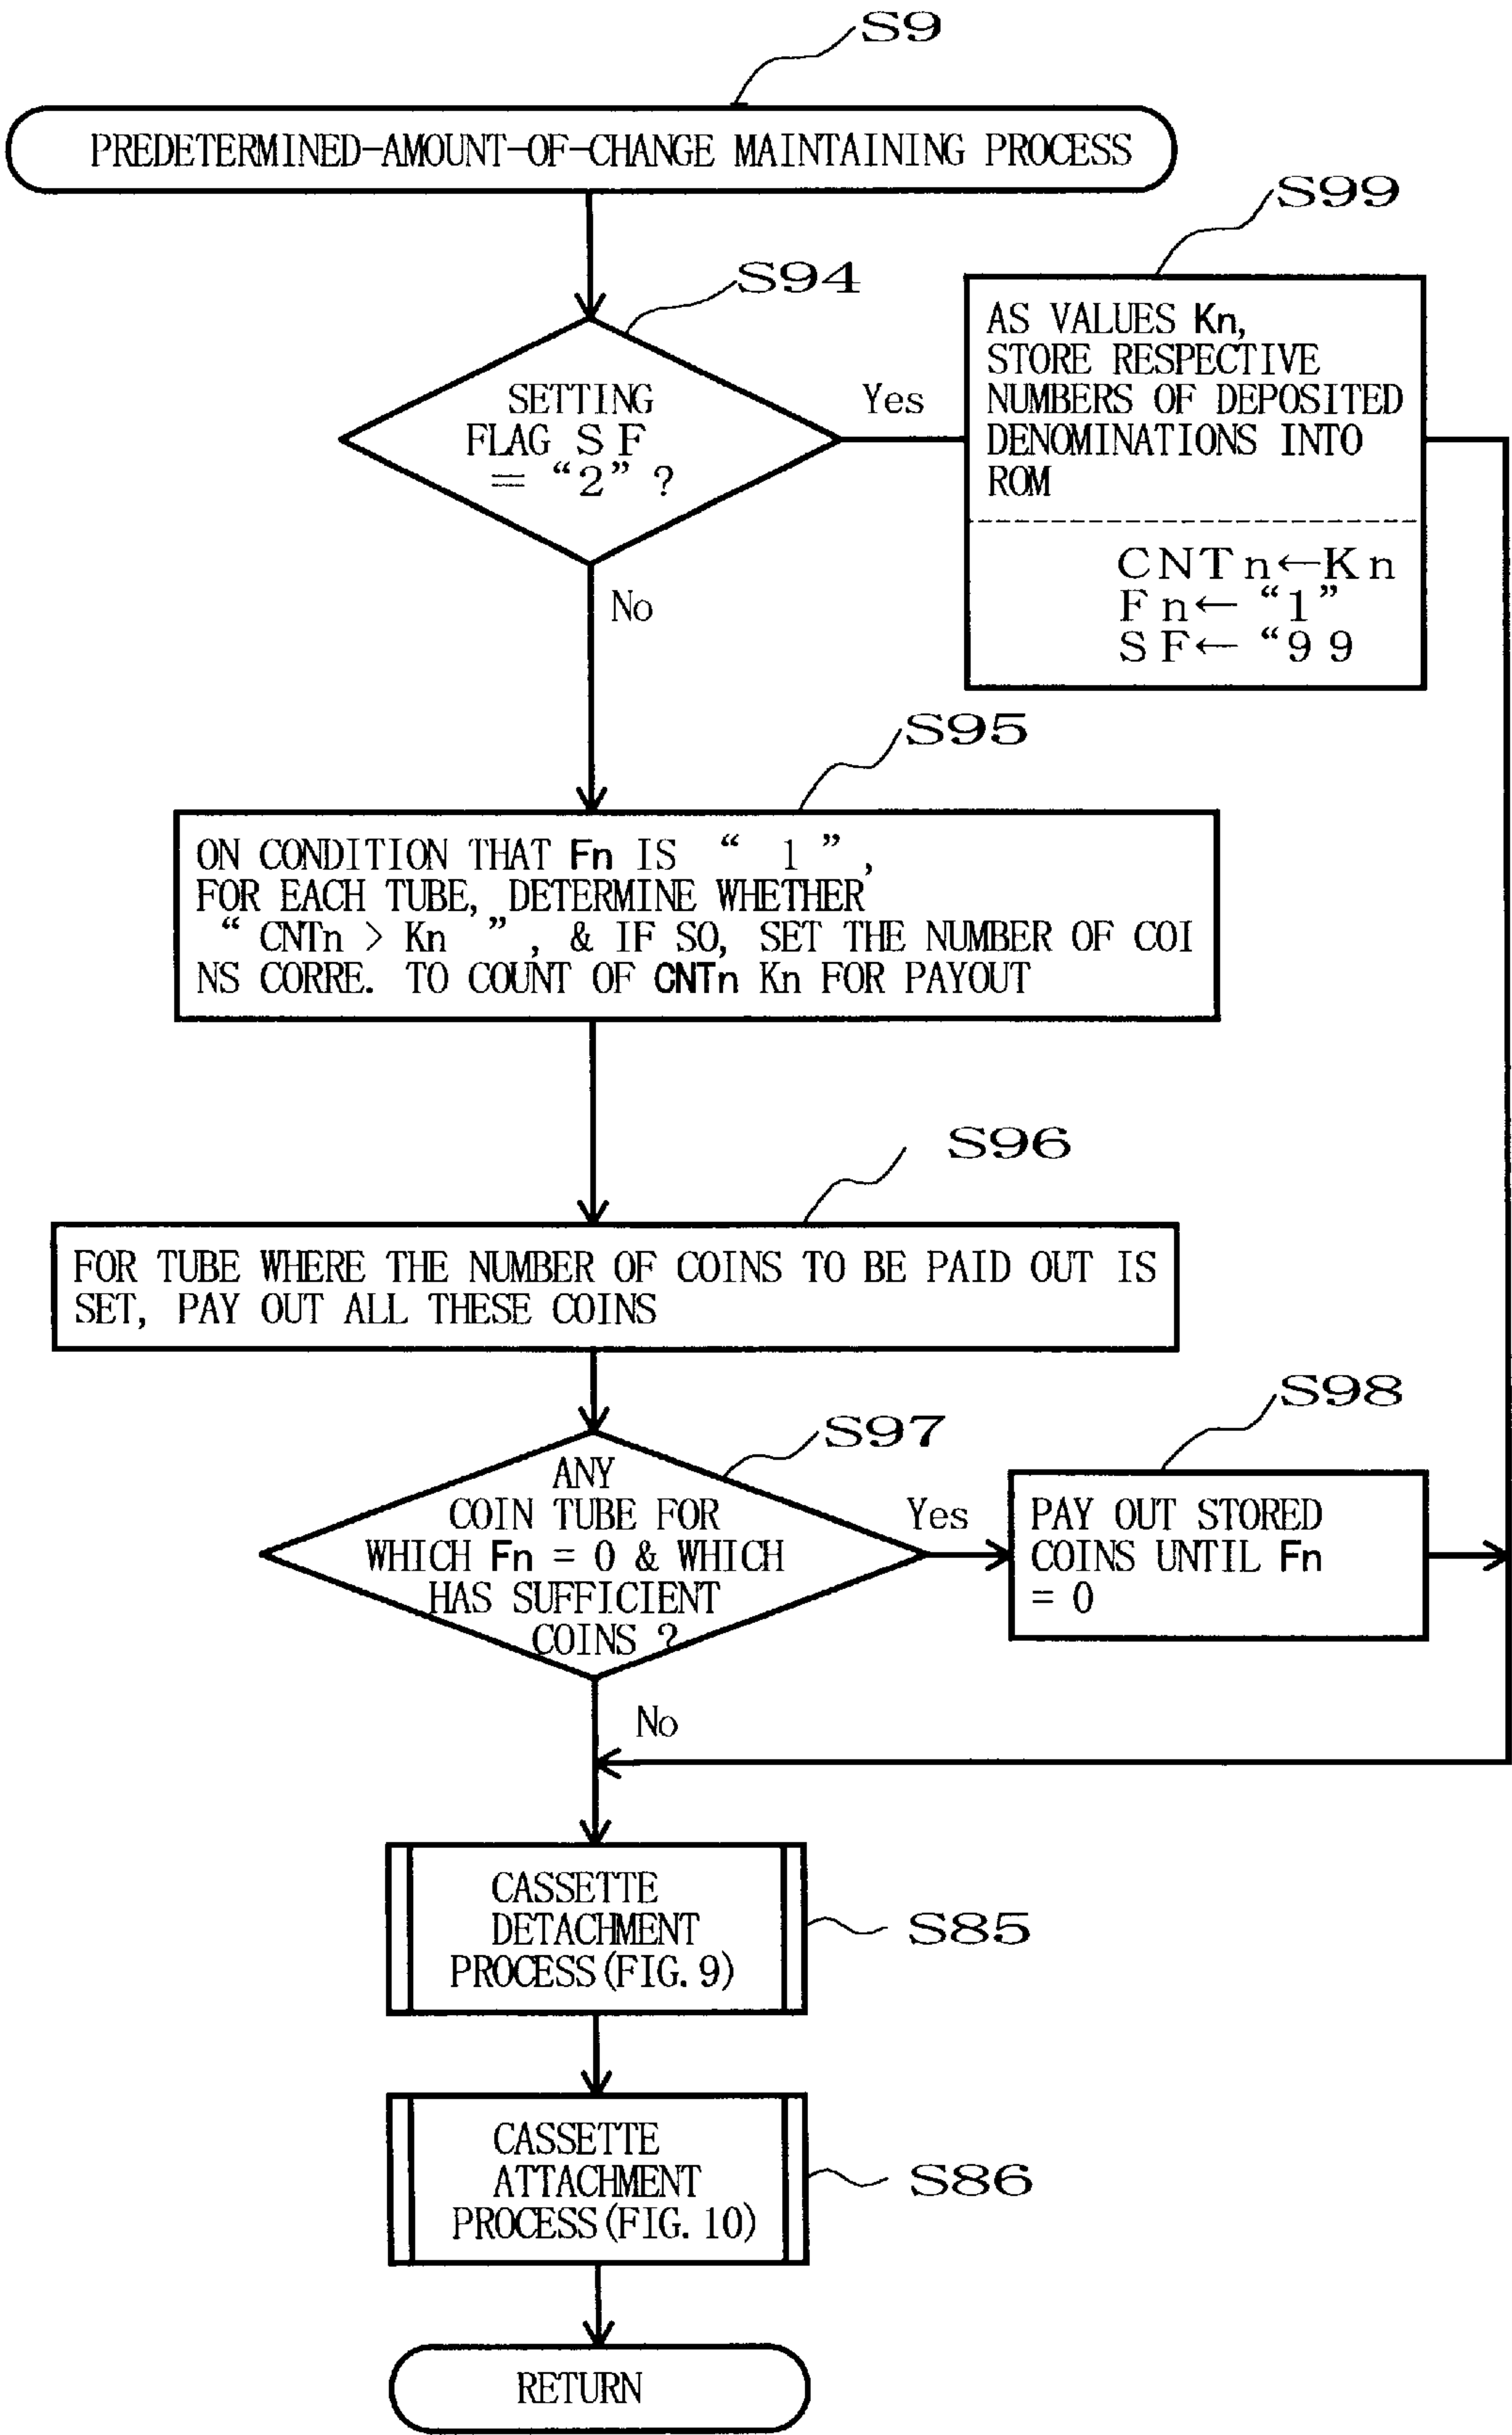 S9
PREDETERMINED-AMOUNT-OF-CHANGE MAINTAINING PROCESS
S94
SETTING
FLAG SF
= “2”?
Yes
No
S99
AS VALUES Kn,
STORE RESPECTIVE
NUMBERS OF DEPOSITED
DENOMINATIONS INTO
ROM
CNTn←Kn
Fn← “1”
SF← “99
S95
ON CONDITION THAT Fn IS “ 1 ”,
FOR EACH TUBE, DETERMINE WHETHER
“ CNTn > Kn ”, & IF SO, SET THE NUMBER OF COI
NS CORRE. TO COUNT OF CNTn Kn FOR PAYOUT
S96
FOR TUBE WHERE THE NUMBER OF COINS TO BE PAID OUT IS
SET, PAY OUT ALL THESE COINS
S97
ANY
COIN TUBE FOR
WHICH Fn = 0 & WHICH
HAS SUFFICIENT
COINS ?
Yes
No
S98
PAY OUT STORED
COINS UNTIL Fn
= 0
CASSETTE
DETACHMENT
PROCESS(FIG. 9)
S85
CASSETTE
ATTACHMENT
PROCESS(FIG. 10)
S86
RETURN